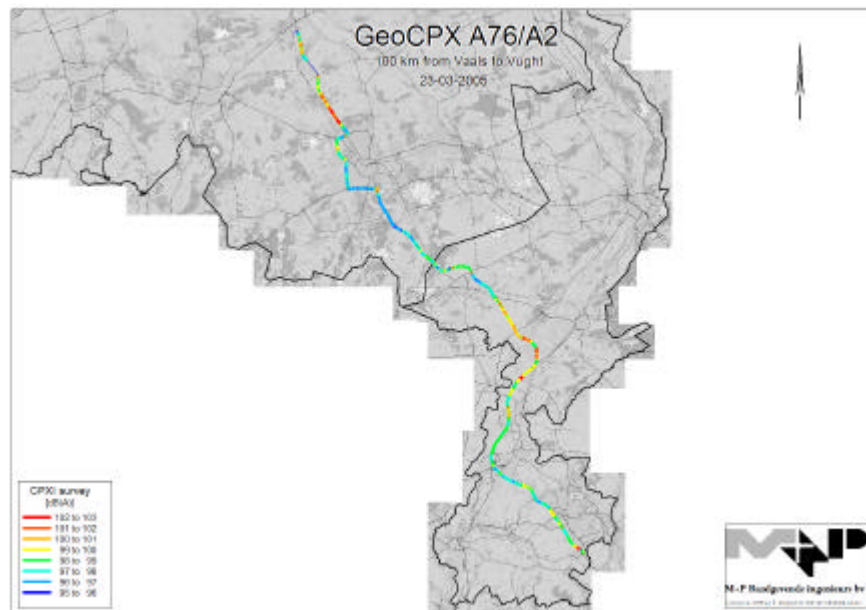 GeoCPX A76/A2
100 km from Vaals to Vught
23-03-2005
CPXI survey
[dB(A)]
102 to 103
101 to 102
100 to 101
99 to 100
98 to 99
97 to 98
96 to 97
95 to 96
M+P
M+P Raadgevende ingenieurs bv